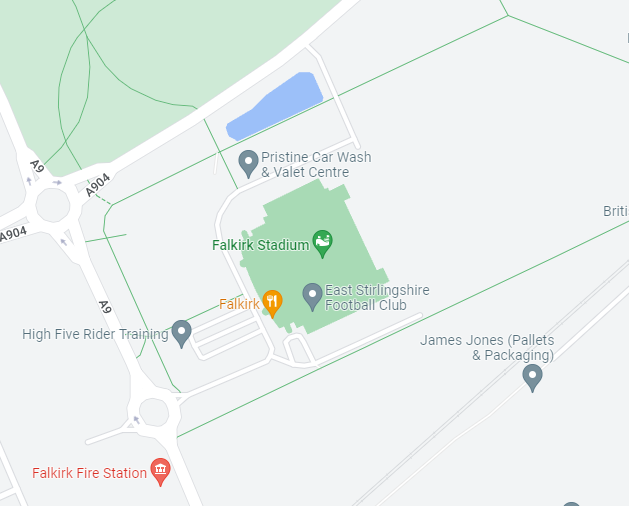 Pristine Car Wash
& Valet Centre
A9
A904
A904
Briti
Falkirk Stadium
East Stirlingshire
Football Club
Falkirk
A9
High Five Rider Training
James Jones (Pallets
& Packaging)
Falkirk Fire Station